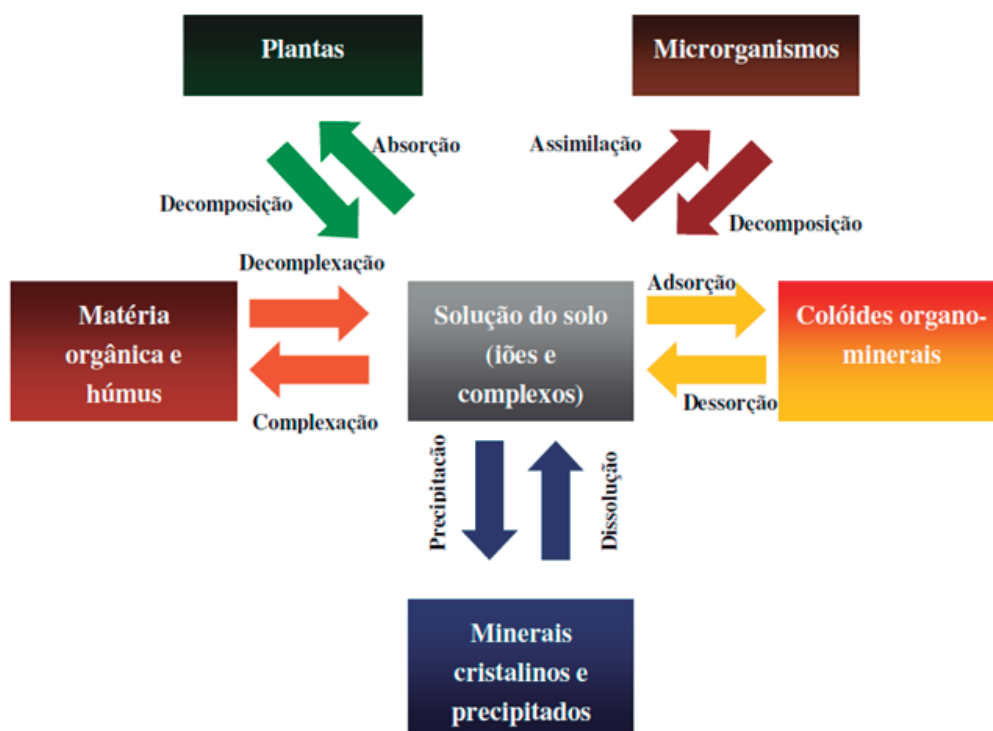 Plantas
Microrganismos
Absorção
Assimilação
Decomposição
Decomposição
Decomplexação
Adsorção
Matéria
orgânica e
húmus
Solução do solo
(iões e
complexos)
Colóides organo-
minerais
Complexação
Dessorção
Precipitação
Dissolução
Minerais
cristalinos e
precipitados